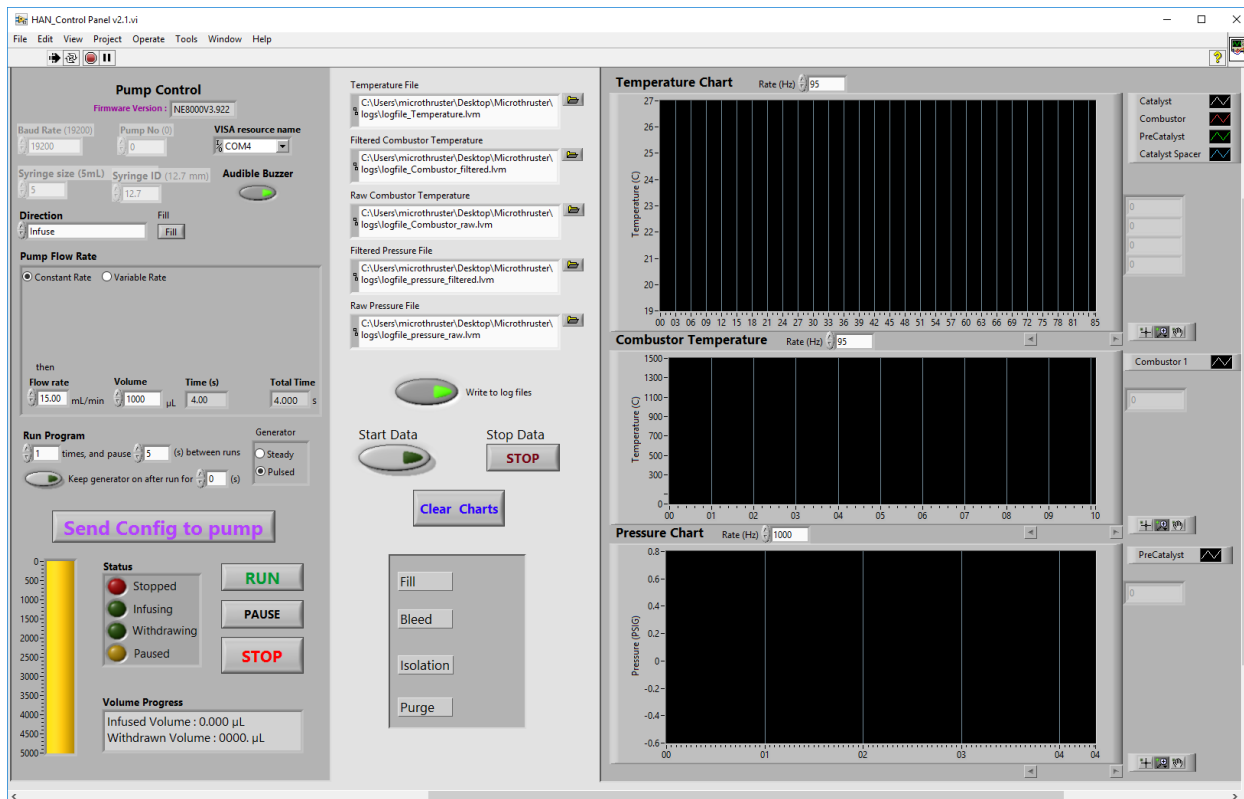 HAN_Control Panel v2.1.vi
File Edit View Project Operate Tools Window Help
Pump Control
Firmware Version : NE8000V3.922
Baud Rate (19200) Pump No (0) VISA resource name
19200 0 COM4
Syringe size (5mL) Syringe ID (12.7 mm) Audible Buzzer
5 12.7
Direction Fill
Infuse Fill
Pump Flow Rate
Constant Rate Variable Rate
then
Flow rate Volume Time (s) Total Time
15.00 mL/min 1000 µL 4.00 4.000 s
Run Program Generator
1 times, and pause 5 (s) between runs Steady
Keep generator on after run for 0 (s) Pulsed
Send Config to pump
0
500
1000
1500
2000
2500
3000
3500
4000
4500
5000
Status
Stopped
Infusing
Withdrawing
Paused
RUN
PAUSE
STOP
Volume Progress
Infused Volume : 0.000 µL
Withdrawn Volume : 0000. µL
Temperature File
C:\Users\microthruster\Desktop\Microthruster\
logs\logfile_Temperature.lvm
Filtered Combustor Temperature
C:\Users\microthruster\Desktop\Microthruster\
logs\logfile_Combustor_filtered.lvm
Raw Combustor Temperature
C:\Users\microthruster\Desktop\Microthruster\
logs\logfile_Combustor_raw.lvm
Filtered Pressure File
C:\Users\microthruster\Desktop\Microthruster\
logs\logfile_pressure_filtered.lvm
Raw Pressure File
C:\Users\microthruster\Desktop\Microthruster\
logs\logfile_pressure_raw.lvm
Write to log files
Start Data Stop Data
STOP
Clear Charts
Fill
Bleed
Isolation
Purge
Temperature Chart Rate (Hz) 95
Temperature (C)
27
26
25
24
23
22
21
20
19
00 03 06 09 12 15 18 21 24 27 30 33 36 39 42 45 48 51 54 57 60 63 66 69 72 75 78 81 85
Catalyst
Combustor
PreCatalyst
Catalyst Spacer
0
0
0
0
Combustor Temperature Rate (Hz) 95
Temperature (C)
1500
1300
1100
900
700
500
300
0
00 01 02 03 04 05 06 07 08 09 10
Combustor 1
0
Pressure Chart Rate (Hz) 1000
Pressure (PSIG)
0.8
0.6
0.4
0.2
0
-0.2
-0.4
-0.6
00 01 02 03 04 04
PreCatalyst
0